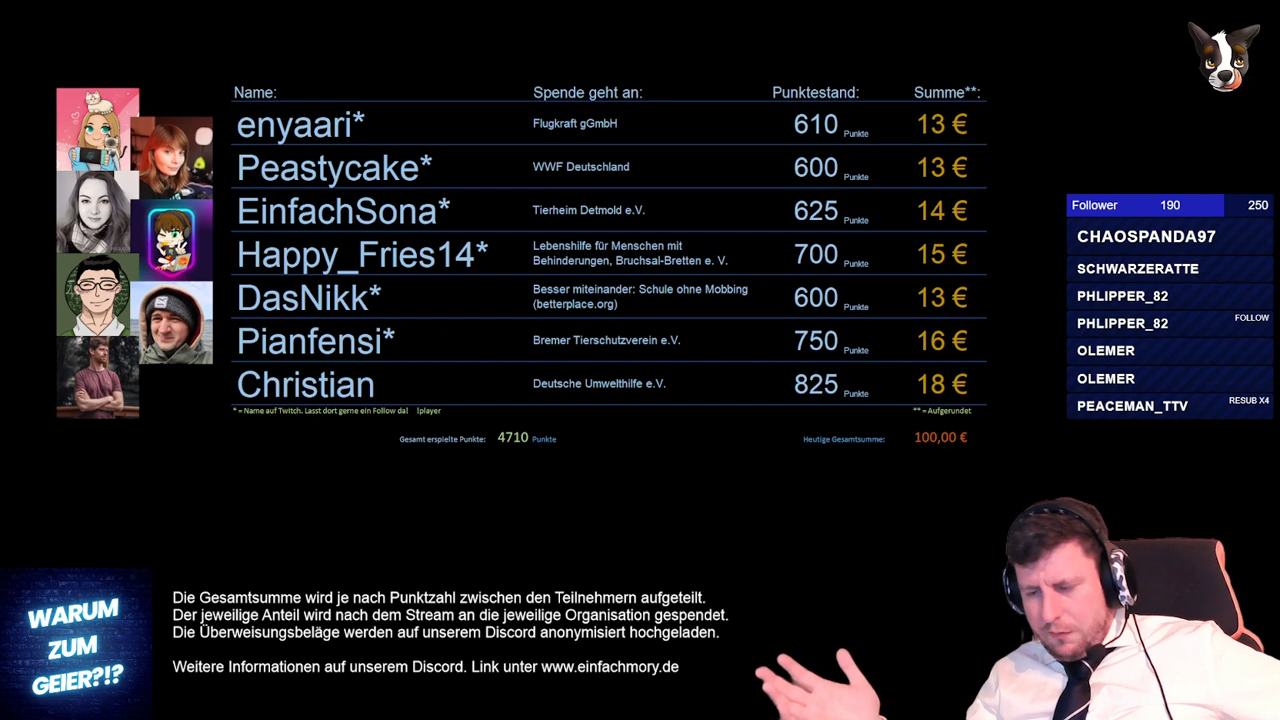 Name: Spende geht an: Punktestand: Summe**:
enyaari* Flugkraft gGmbH 610 Punkte 13 €
Peastycake* WWF Deutschland 600 Punkte 13 €
EinfachSona* Tierheim Detmold e.V. 625 Punkte 14 €
Happy_Fries14* Lebenshilfe für Menschen mit
Behinderungen, Bruchsal-Bretten e. V. 700 Punkte 15 €
DasNikk* Besser miteinander: Schule ohne Mobbing
(betterplace.org) 600 Punkte 13 €
Pianfensi* Bremer Tierschutzverein e.V. 750 Punkte 16 €
Christian Deutsche Umwelthilfe e.V. 825 Punkte 18 €
* = Name auf Twitch. Lasst dort gerne ein Follow da! !player ** = Aufgerundet
Gesamt erspielte Punkte: 4710 Punkte Heutige Gesamtsumme: 100,00 €
Follower 190 250
CHAOSPANDA97
SCHWARZERATTE
PHLIPPER_82
PHLIPPER_82 FOLLOW
OLEMER
OLEMER
PEACEMAN_TTV RESUB X4
WARUM
ZUM
GEIER?!?
Die Gesamtsumme wird je nach Punktzahl zwischen den Teilnehmern aufgeteilt.
Der jeweilige Anteil wird nach dem Stream an die jeweilige Organisation gespendet.
Die Überweisungsbeläge werden auf unserem Discord anonymisiert hochgeladen.
Weitere Informationen auf unserem Discord. Link unter www.einfachmory.de